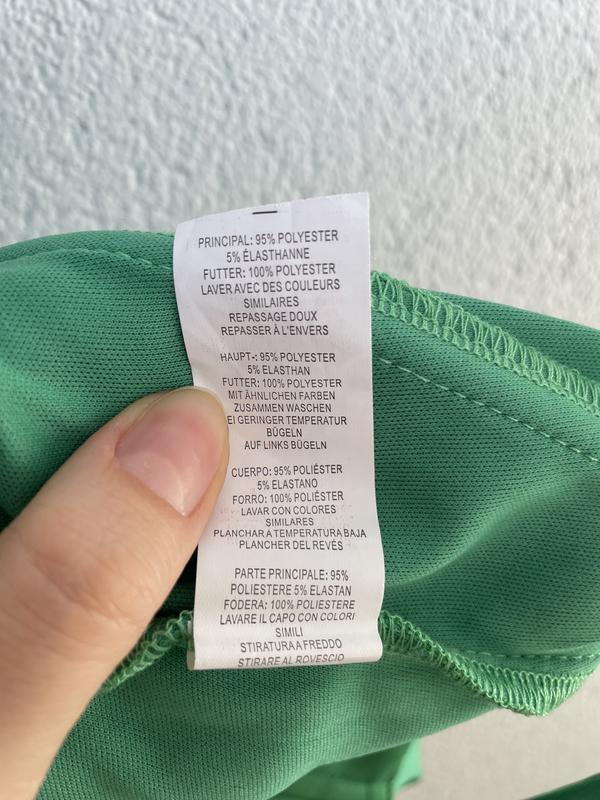 PRINCIPAL: 95% POLYESTER
5% ÉLASTHANNE
FUTTER: 100% POLYESTER
LAVER AVEC DES COULEURS
SIMILAIRES
REPASSAGE DOUX
REPASSER À L'ENVERS
HAUPT-: 95% POLYESTER
5% ELASTHAN
FUTTER: 100% POLYESTER
MIT ÄHNLICHEN FARBEN
ZUSAMMEN WASCHEN
EI GERINGER TEMPERATUR
BÜGELN
AUF LINKS BÜGELN
CUERPO: 95% POLIÉSTER
5% ELASTANO
FORRO: 100% POLIÉSTER
LAVAR CON COLORES
SIMILARES
PLANCHAR A TEMPERATURA BAJA
PLANCHER DEL REVÉS
PARTE PRINCIPALE: 95%
POLIESTERE 5% ELASTAN
FODERA: 100% POLIESTERE
LAVARE IL CAPO CON COLORI
SIMILI
STIRATURA A FREDDO
STIRARE AL ROVESCIO